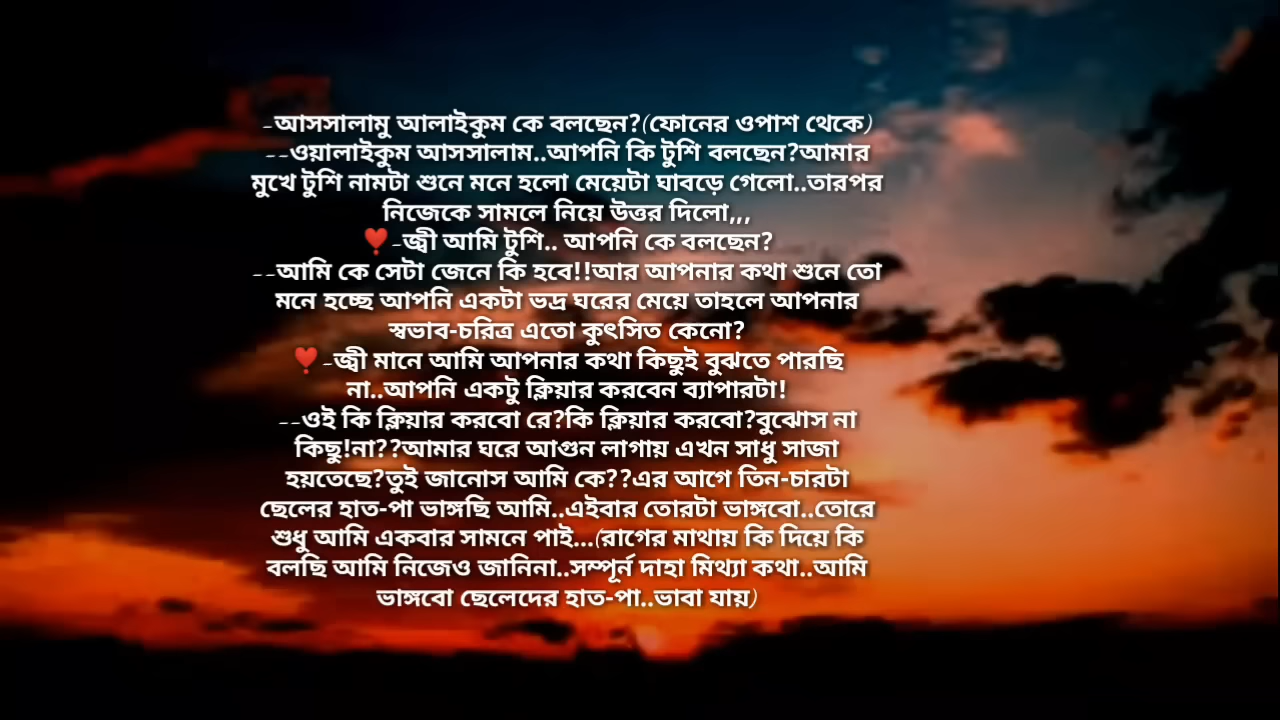 -আসসালামু আলাইকুম কে বলছেন?(ফোনের ওপাশ থেকে)
--ওয়ালাইকুম আসসালাম..আপনি কি টুশি বলছেন?আমার
মুখে টুশি নামটা শুনে মনে হলো মেয়েটা ঘাবড়ে গেলো..তারপর
নিজেকে সামলে নিয়ে উত্তর দিলো,,,
❣️-জ্বী আমি টুশি.. আপনি কে বলছেন?
--আমি কে সেটা জেনে কি হবে!!আর আপনার কথা শুনে তো
মনে হচ্ছে আপনি একটা ভদ্র ঘরের মেয়ে তাহলে আপনার
স্বভাব-চরিত্র এতো কুৎসিত কেনো?
❣️-জ্বী মানে আমি আপনার কথা কিছুই বুঝতে পারছি
না..আপনি একটু ক্লিয়ার করবেন ব্যাপারটা!
--ওই কি ক্লিয়ার করবো রে?কি ক্লিয়ার করবো?বুঝোস না
কিছু!না??আমার ঘরে আগুন লাগায় এখন সাধু সাজা
হয়তেছে?তুই জানোস আমি কে??এর আগে তিন-চারটা
ছেলের হাত-পা ভাঙ্গছি আমি..এইবার তোরটা ভাঙ্গবো..তোরে
শুধু আমি একবার সামনে পাই...(রাগের মাথায় কি দিয়ে কি
বলছি আমি নিজেও জানিনা..সম্পূর্ন দাহা মিথ্যা কথা..আমি
ভাঙ্গবো ছেলেদের হাত-পা..ভাবা যায়)